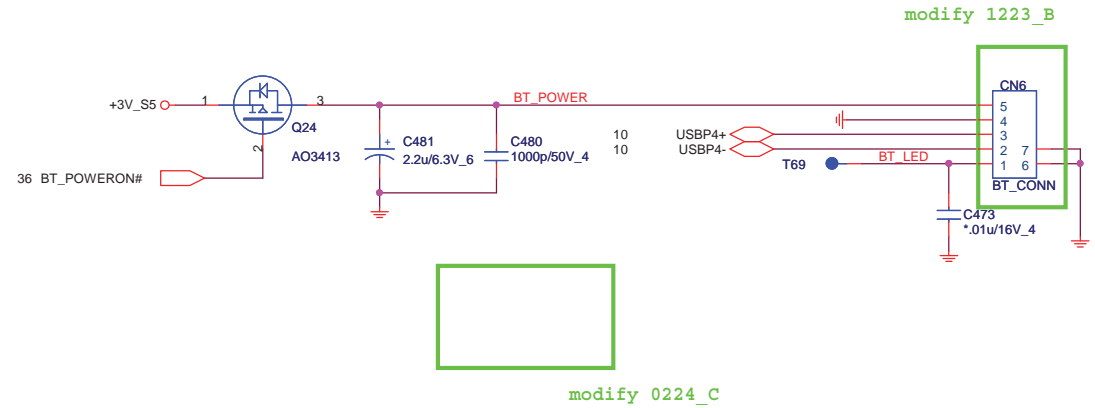 modify 1223_B
CN6
+3V_S5
1
3
BT_POWER
5
4
Q24
C481
2.2u/6.3V_6
C480
1000p/50V_4
10
USBP4+
3
10
USBP4-
2
7
AO3413
2
T69
BT_LED
1
6
36 BT_POWERON#
BT_CONN
C473
*.01u/16V_4
modify 0224_C